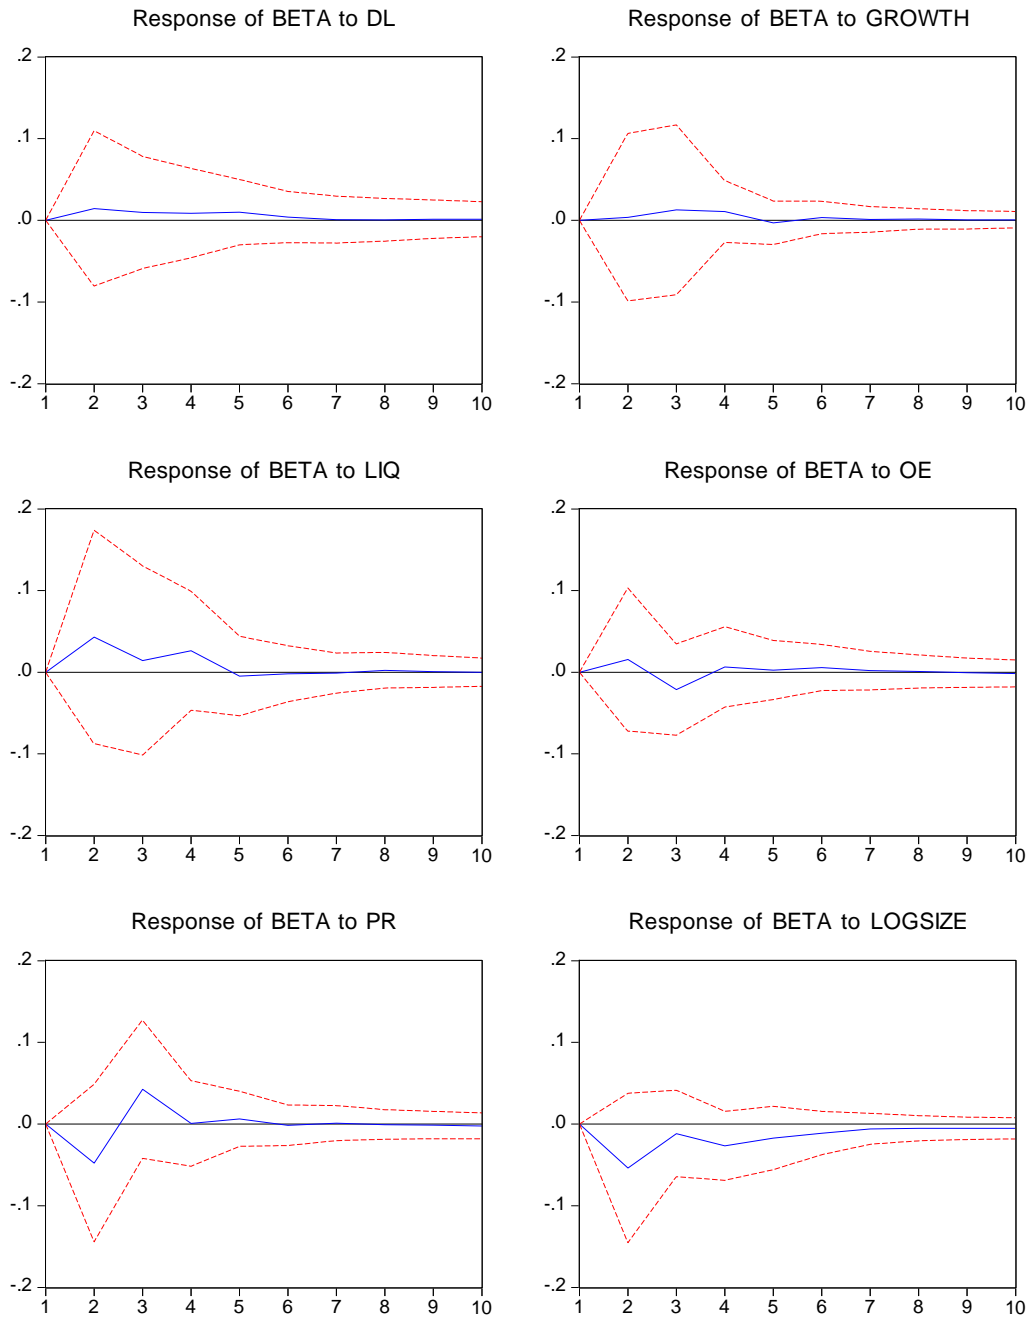 Response of BETA to DL
.2
.1
.0
-.1
-.2
1 2 3 4 5 6 7 8 9 10
Response of BETA to GROWTH
.2
.1
.0
-.1
-.2
1 2 3 4 5 6 7 8 9 10
Response of BETA to LIQ
.2
.1
.0
-.1
-.2
1 2 3 4 5 6 7 8 9 10
Response of BETA to OE
.2
.1
.0
-.1
-.2
1 2 3 4 5 6 7 8 9 10
Response of BETA to PR
.2
.1
.0
-.1
-.2
1 2 3 4 5 6 7 8 9 10
Response of BETA to LOGSIZE
.2
.1
.0
-.1
-.2
1 2 3 4 5 6 7 8 9 10